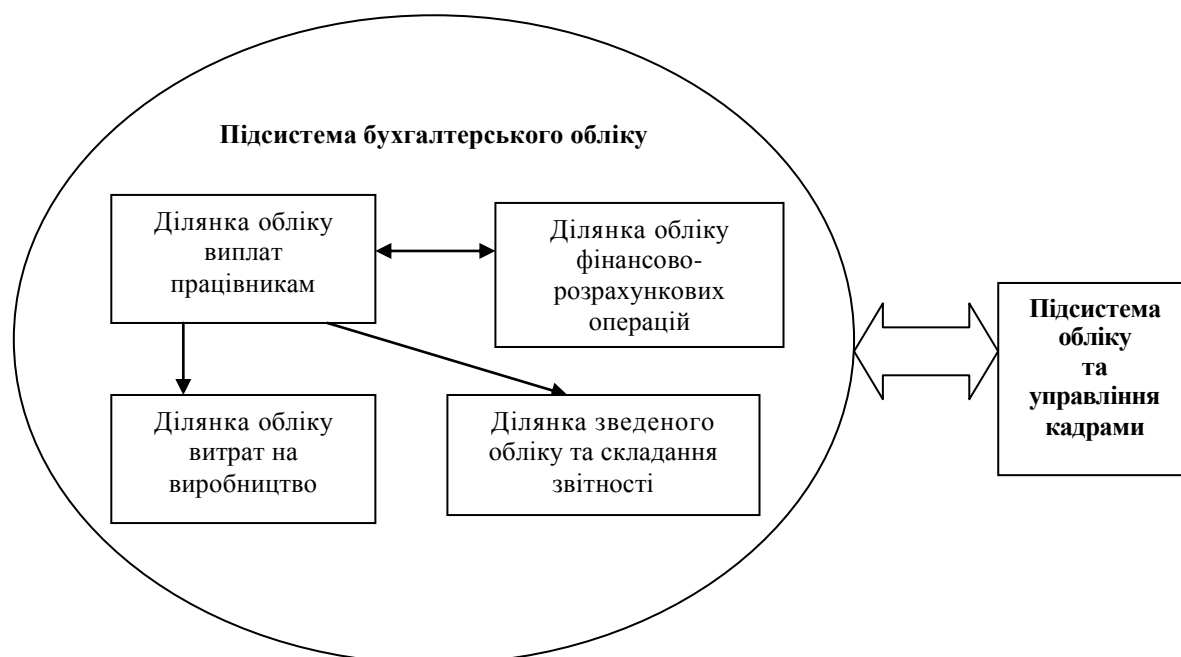 Підсистема бухгалтерського обліку
Ділянка обліку
виплат
працівникам
Ділянка обліку
фінансово-
розрахункових
операцій
Ділянка обліку
витрат на
виробництво
Ділянка зведеного
обліку та складання
звітності
Підсистема
обліку
та
управління
кадрами